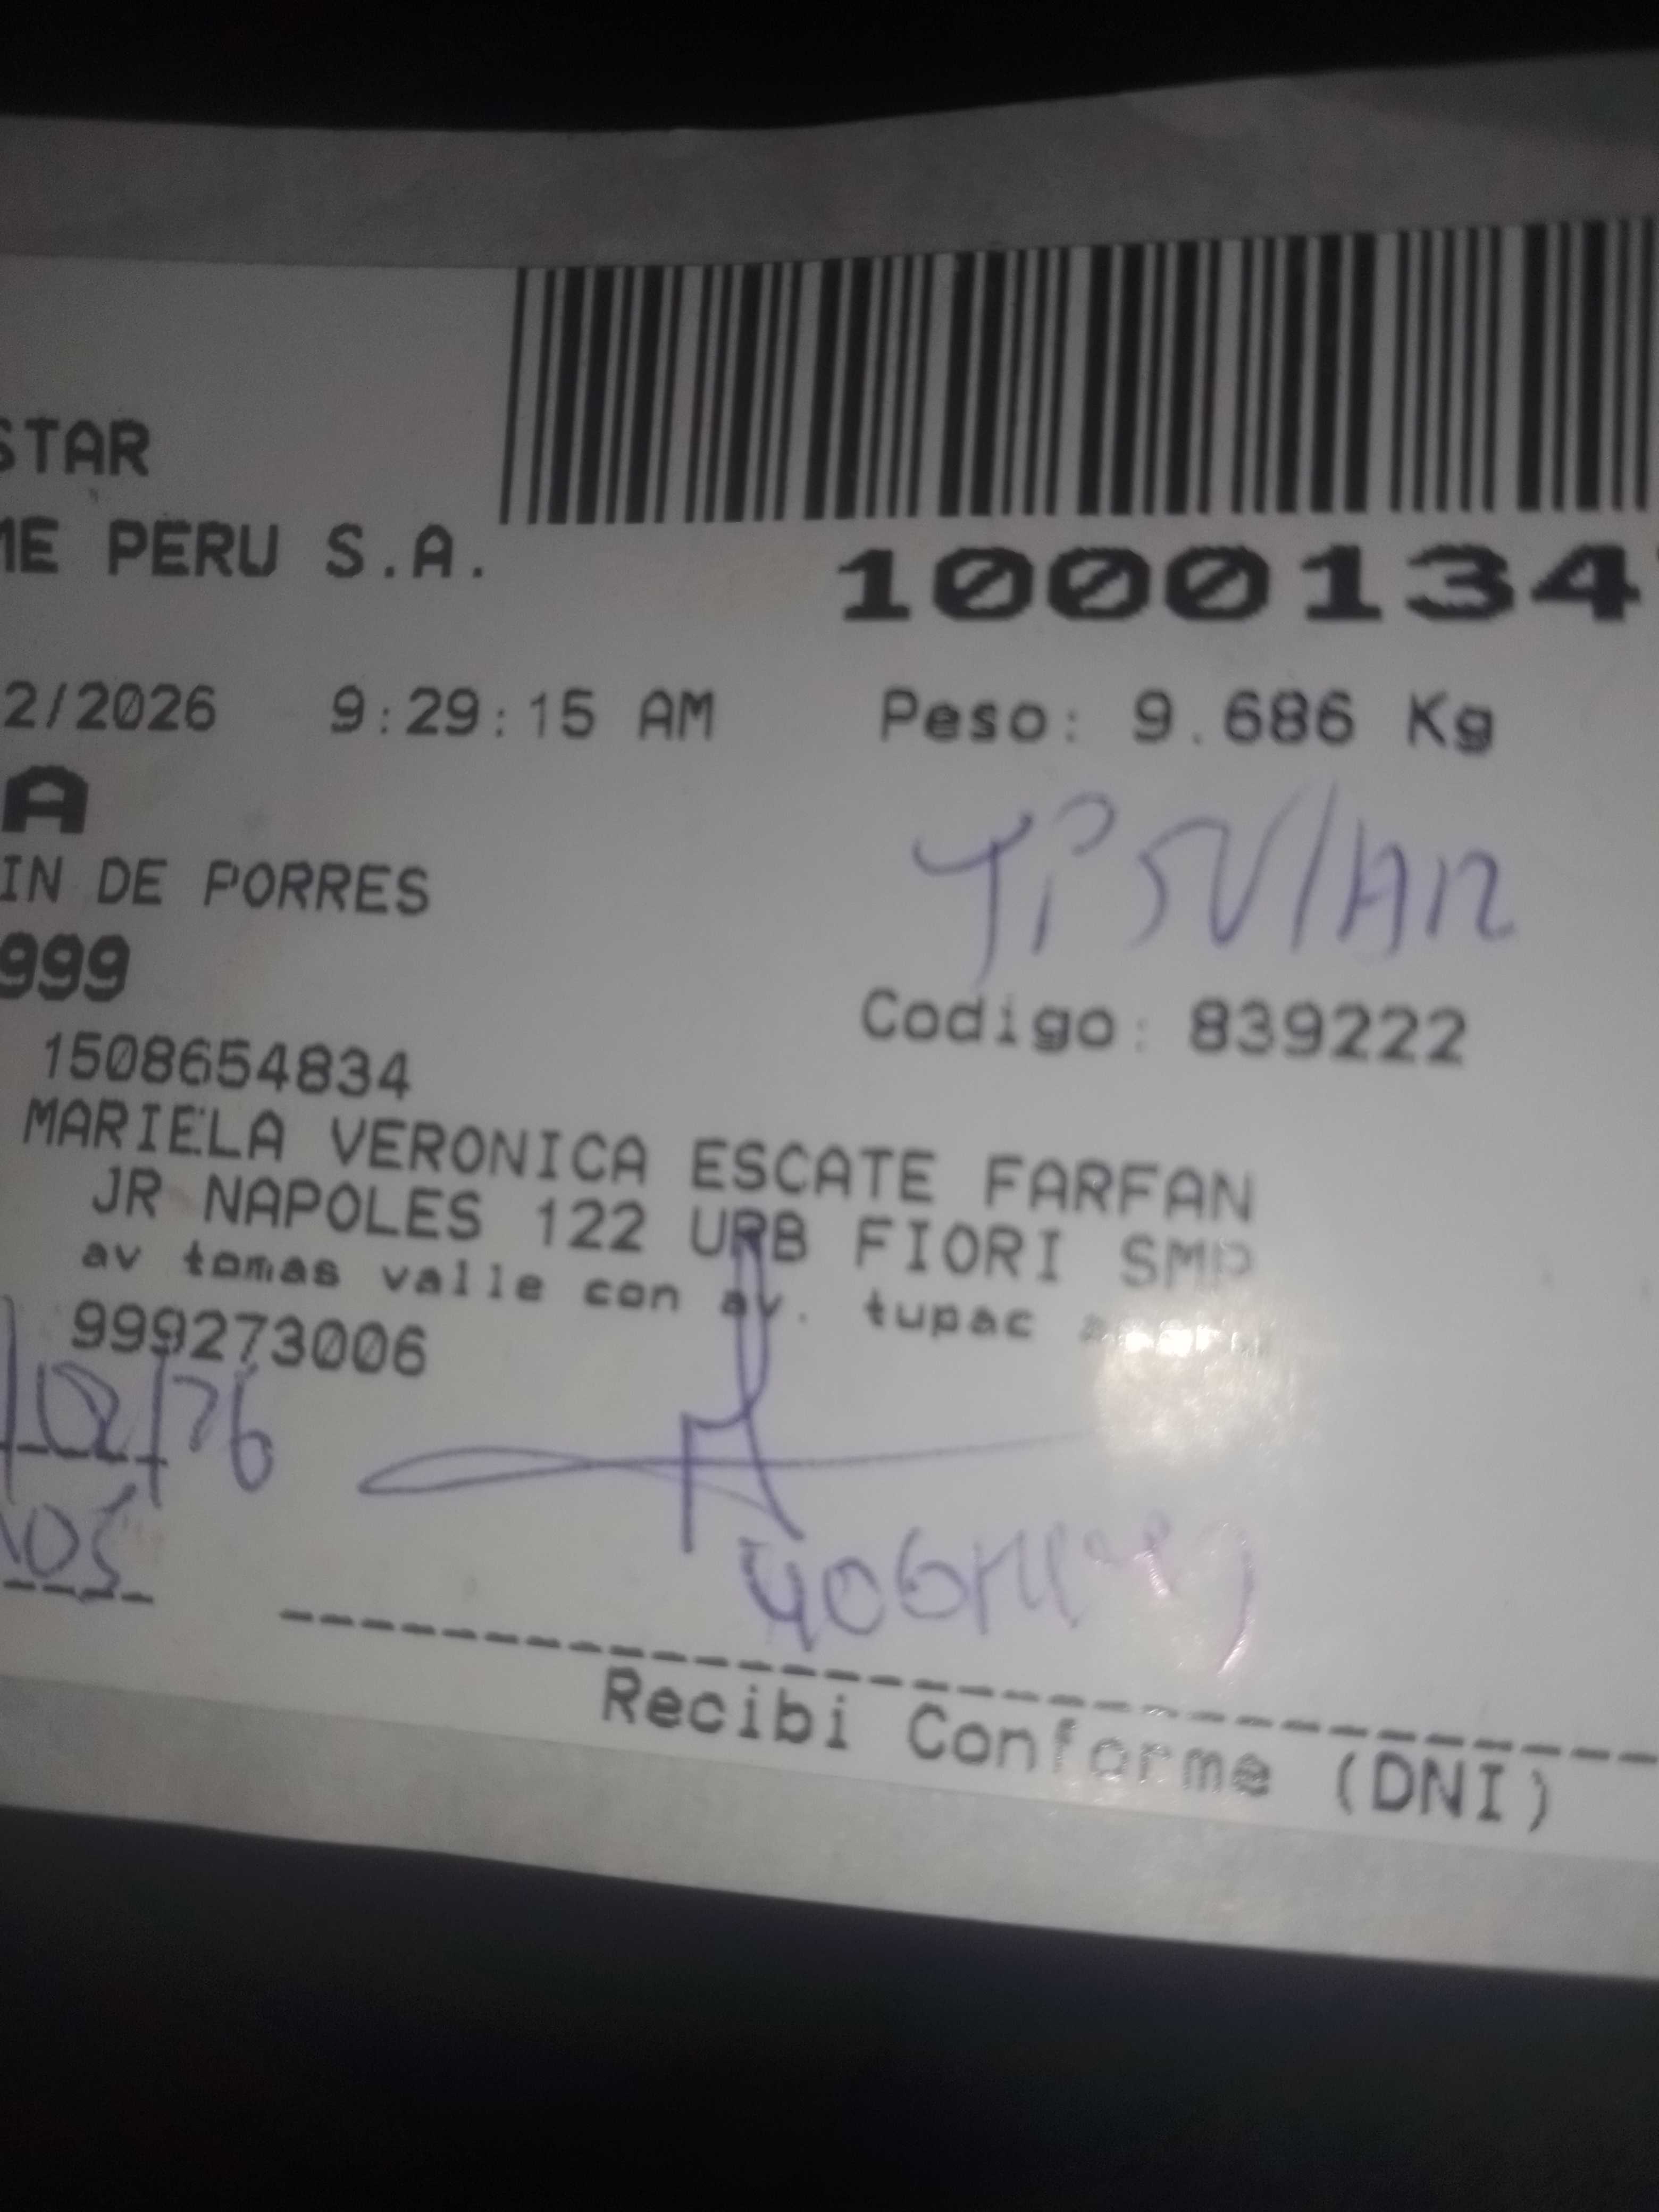 STAR
ME PERU S.A.
1000134
2/2026 9:29:15 AM Peso: 9.686 Kg
A
IN DE PORRES
999
Codigo: 839222
1508654834
MARIELA VERONICA ESCATE FARFAN
JR NAPOLES 122 URB FIORI SMP
av tomas valle con av. tupac
999273006
Recibi Conforme (DNI)